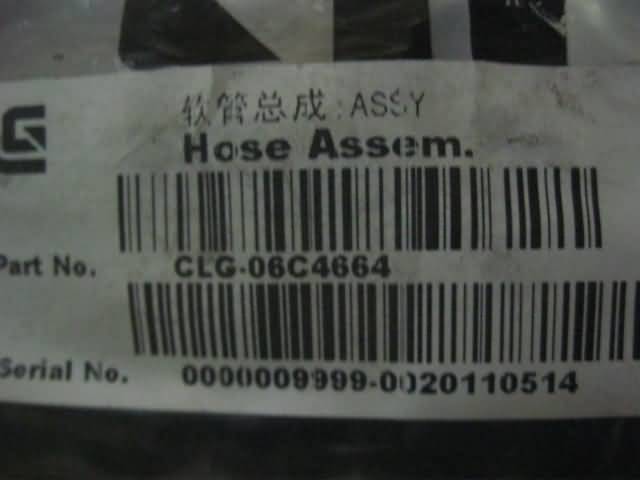 软管总成;ASSY
Hose Assem.
Part No. CLG-06C4664
Serial No. 0000009999-0020110514